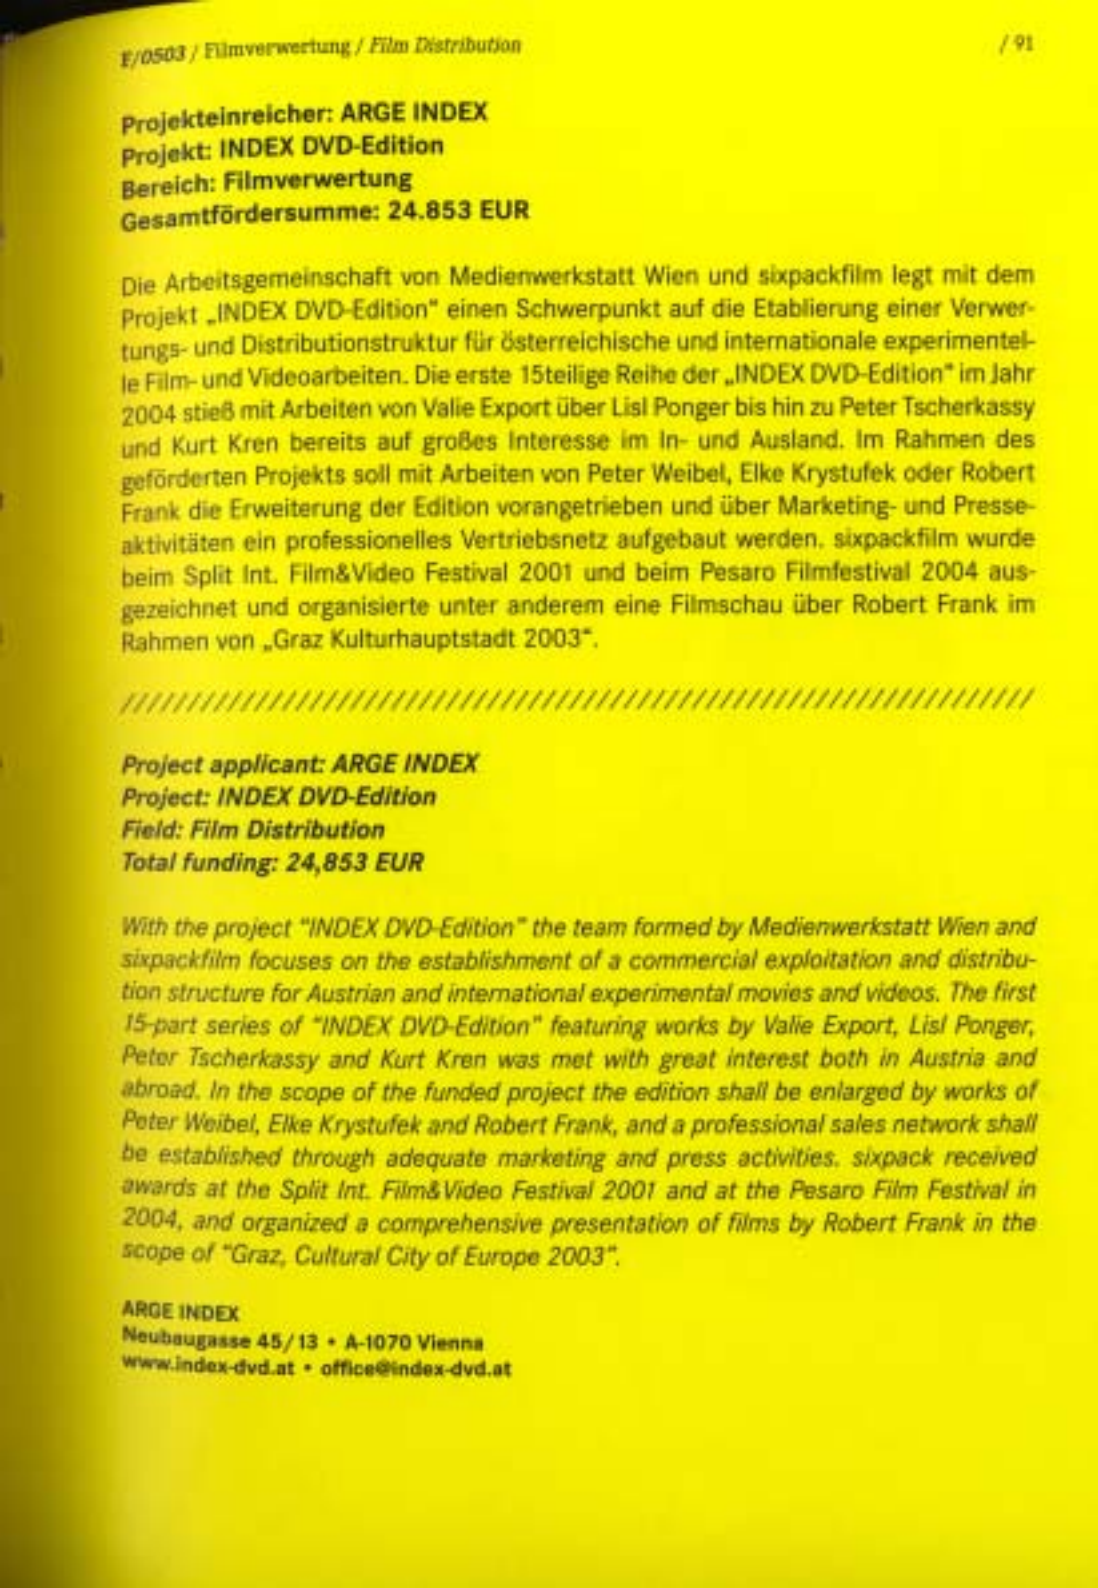 E/0503 / Filmverwertung / Film Distribution
/ 91
Projekteinreicher: ARGE INDEX
Projekt: INDEX DVD-Edition
Bereich: Filmverwertung
Gesamtfördersumme: 24.853 EUR
Die Arbeitsgemeinschaft von Medienwerkstatt Wien und sixpackfilm legt mit dem
Projekt „INDEX DVD-Edition“ einen Schwerpunkt auf die Etablierung einer Verwer-
tungs- und Distributionstruktur für österreichische und internationale experimentel-
le Film- und Videoarbeiten. Die erste 15teilige Reihe der „INDEX DVD-Edition“ im Jahr
2004 stieß mit Arbeiten von Valie Export über Lisl Ponger bis hin zu Peter Tscherkassy
und Kurt Kren bereits auf großes Interesse im In- und Ausland. Im Rahmen des
geförderten Projekts soll mit Arbeiten von Peter Weibel, Elke Krystufek oder Robert
Frank die Erweiterung der Edition vorangetrieben und über Marketing- und Presse-
aktivitäten ein professionelles Vertriebsnetz aufgebaut werden. sixpackfilm wurde
beim Split Int. Film&Video Festival 2001 und beim Pesaro Filmfestival 2004 aus-
gezeichnet und organisierte unter anderem eine Filmschau über Robert Frank im
Rahmen von „Graz Kulturhauptstadt 2003“.
////////////////////////////////////////////////////////////////////
Project applicant: ARGE INDEX
Project: INDEX DVD-Edition
Field: Film Distribution
Total funding: 24,853 EUR
With the project "INDEX DVD-Edition" the team formed by Medienwerkstatt Wien and
sixpackfilm focuses on the establishment of a commercial exploitation and distribu-
tion structure for Austrian and international experimental movies and videos. The first
15-part series of "INDEX DVD-Edition" featuring works by Valie Export, Lisl Ponger,
Peter Tscherkassy and Kurt Kren was met with great interest both in Austria and
abroad. In the scope of the funded project the edition shall be enlarged by works of
Peter Weibel, Elke Krystufek and Robert Frank, and a professional sales network shall
be established through adequate marketing and press activities. sixpack received
awards at the Split Int. Film&Video Festival 2001 and at the Pesaro Film Festival in
2004, and organized a comprehensive presentation of films by Robert Frank in the
scope of "Graz, Cultural City of Europe 2003".
ARGE INDEX
Neubaugasse 45/13 • A-1070 Vienna
www.index-dvd.at • office@index-dvd.at